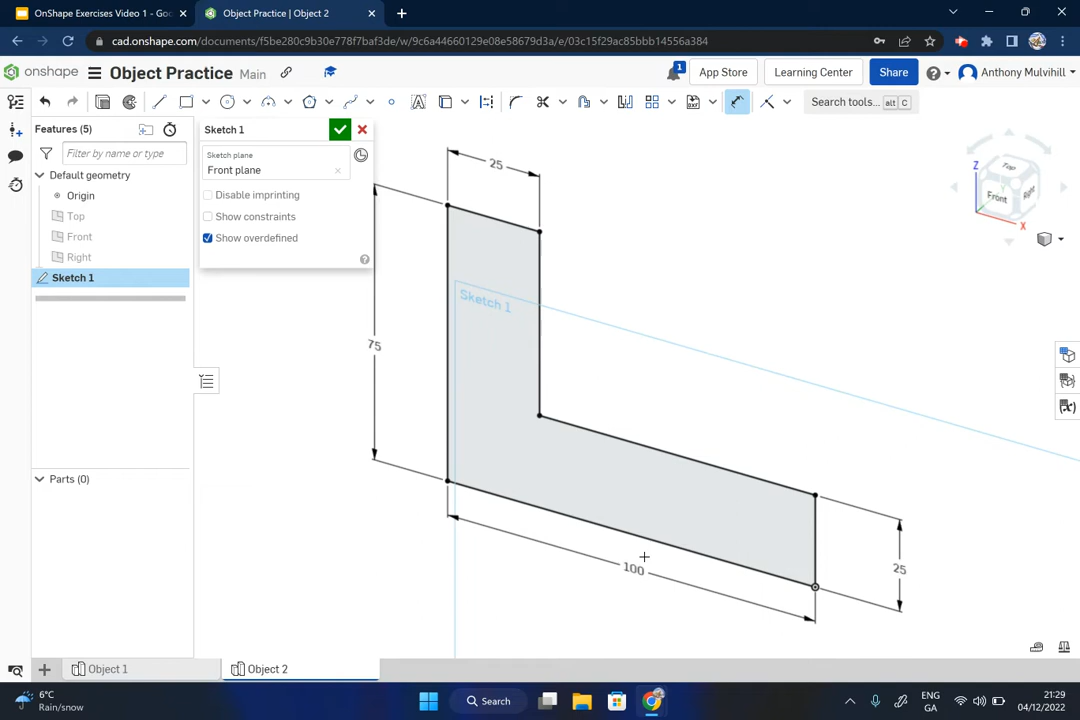 OnShape Exercises Video 1 - Goo
Object Practice | Object 2
cad.onshape.com/documents/f5be280c9b30e778f7baf3de/w/9c6a44660129e08e58679d3a/e/03c15f29ac85bbb14556a384
onshape
Object Practice Main
1
App Store
Learning Center
Share
Anthony Mulvihill
Search tools... alt C
Features (5)
Filter by name or type
Default geometry
Origin
Top
Front
Right
Sketch 1
Parts (0)
Sketch 1
Sketch plane
Front plane
Disable imprinting
Show constraints
Show overdefined
25
75
Sketch 1
100
25
Z
Top
Front
Right
X
Object 1
Object 2
6°C
Rain/snow
Search
ENG
GA
21:29
04/12/2022